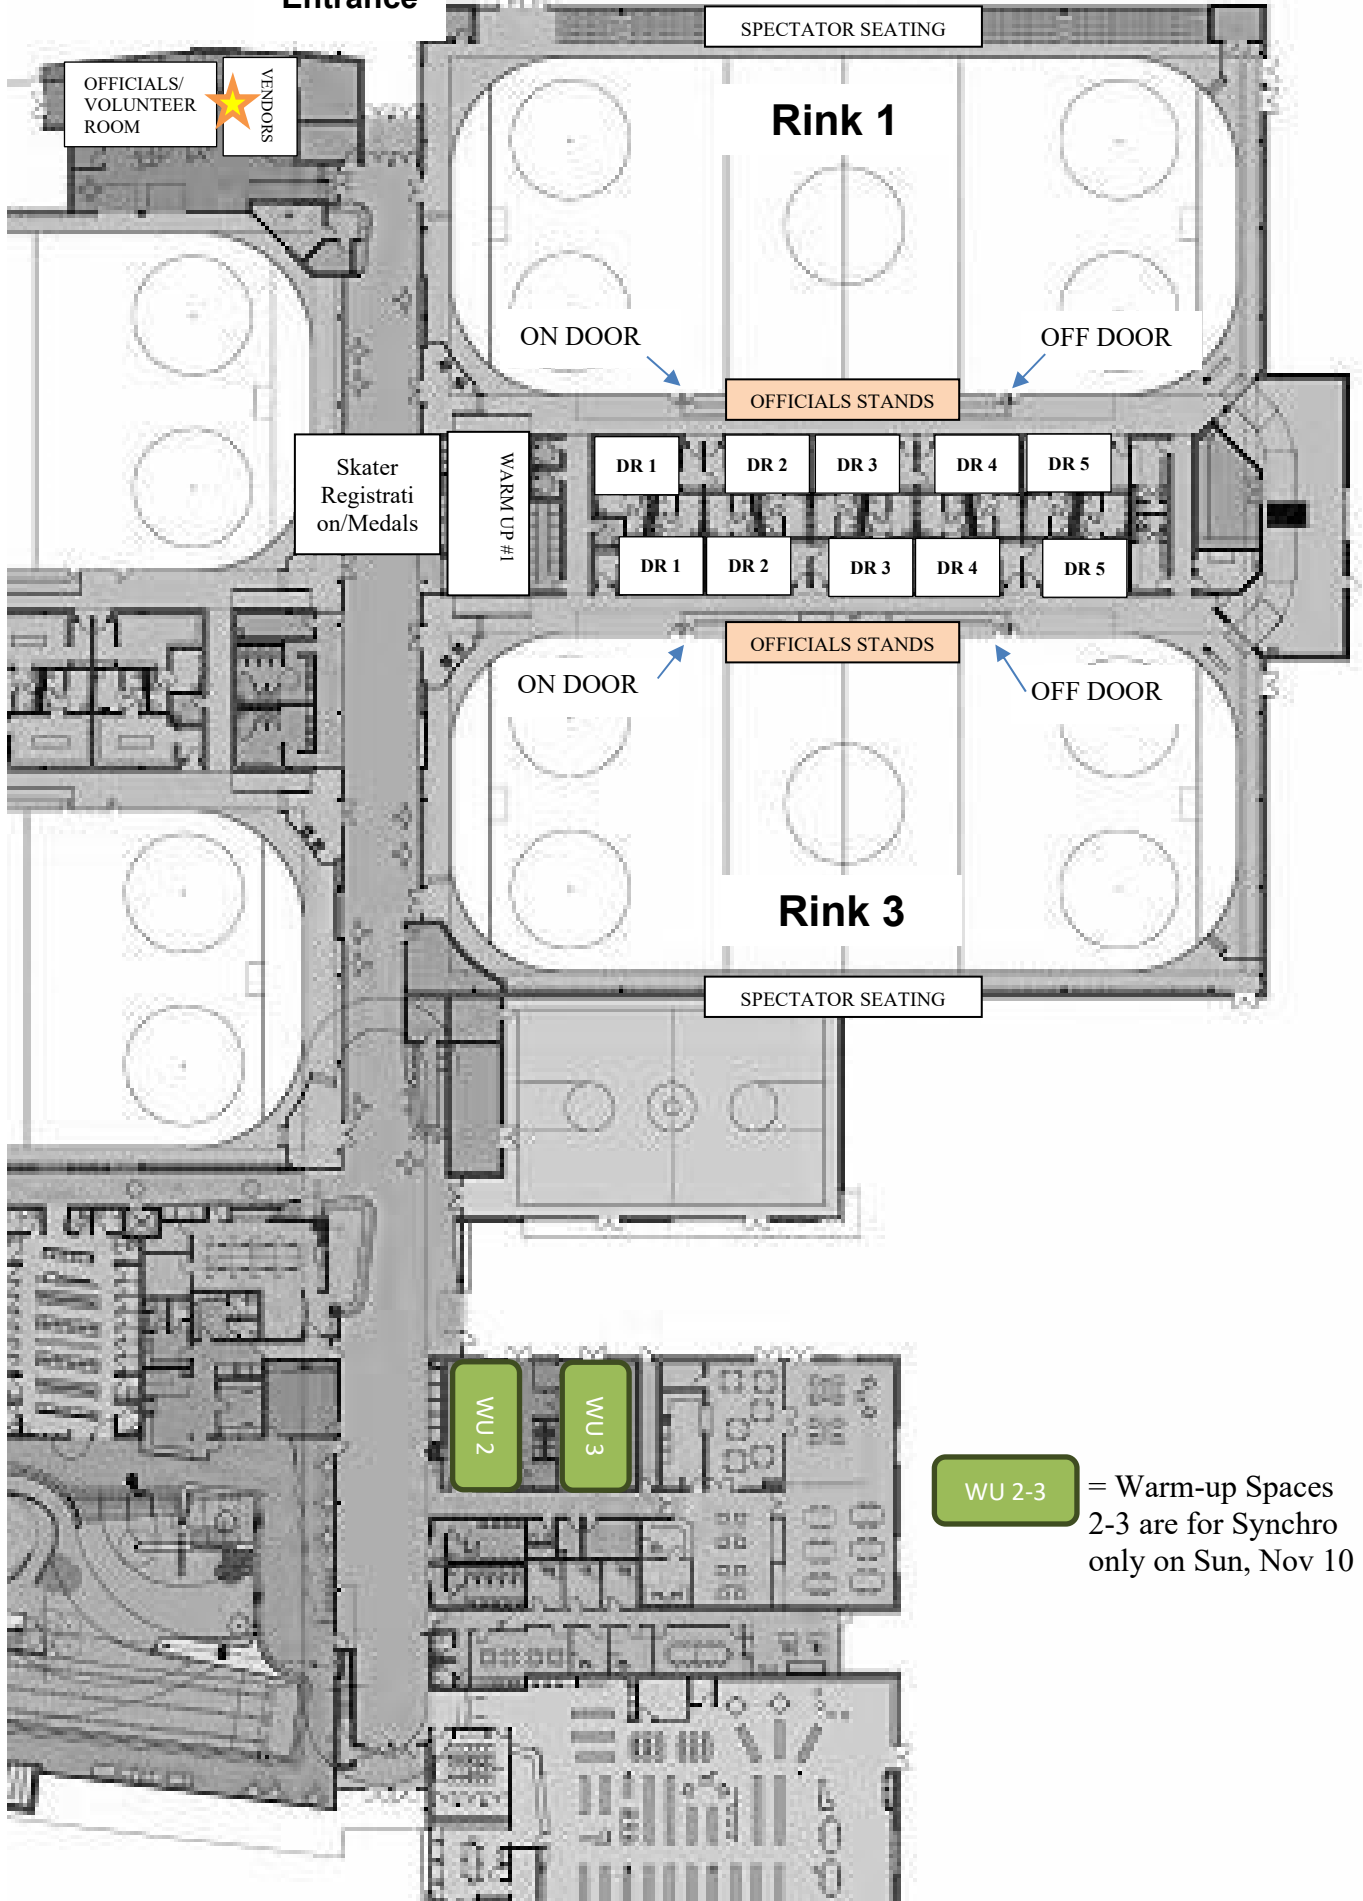 Entrance
SPECTATOR SEATING
OFFICIALS/
VOLUNTEER
ROOM
VENDORS
Rink 1
ON DOOR
OFF DOOR
OFFICIALS STANDS
Skater
Registrati
on/Medals
WARM UP #1
DR 1
DR 2
DR 3
DR 4
DR 5
DR 1
DR 2
DR 3
DR 4
DR 5
OFFICIALS STANDS
ON DOOR
OFF DOOR
Rink 3
SPECTATOR SEATING
WU 2
WU 3
WU 2-3
= Warm-up Spaces
2-3 are for Synchro
only on Sun, Nov 10